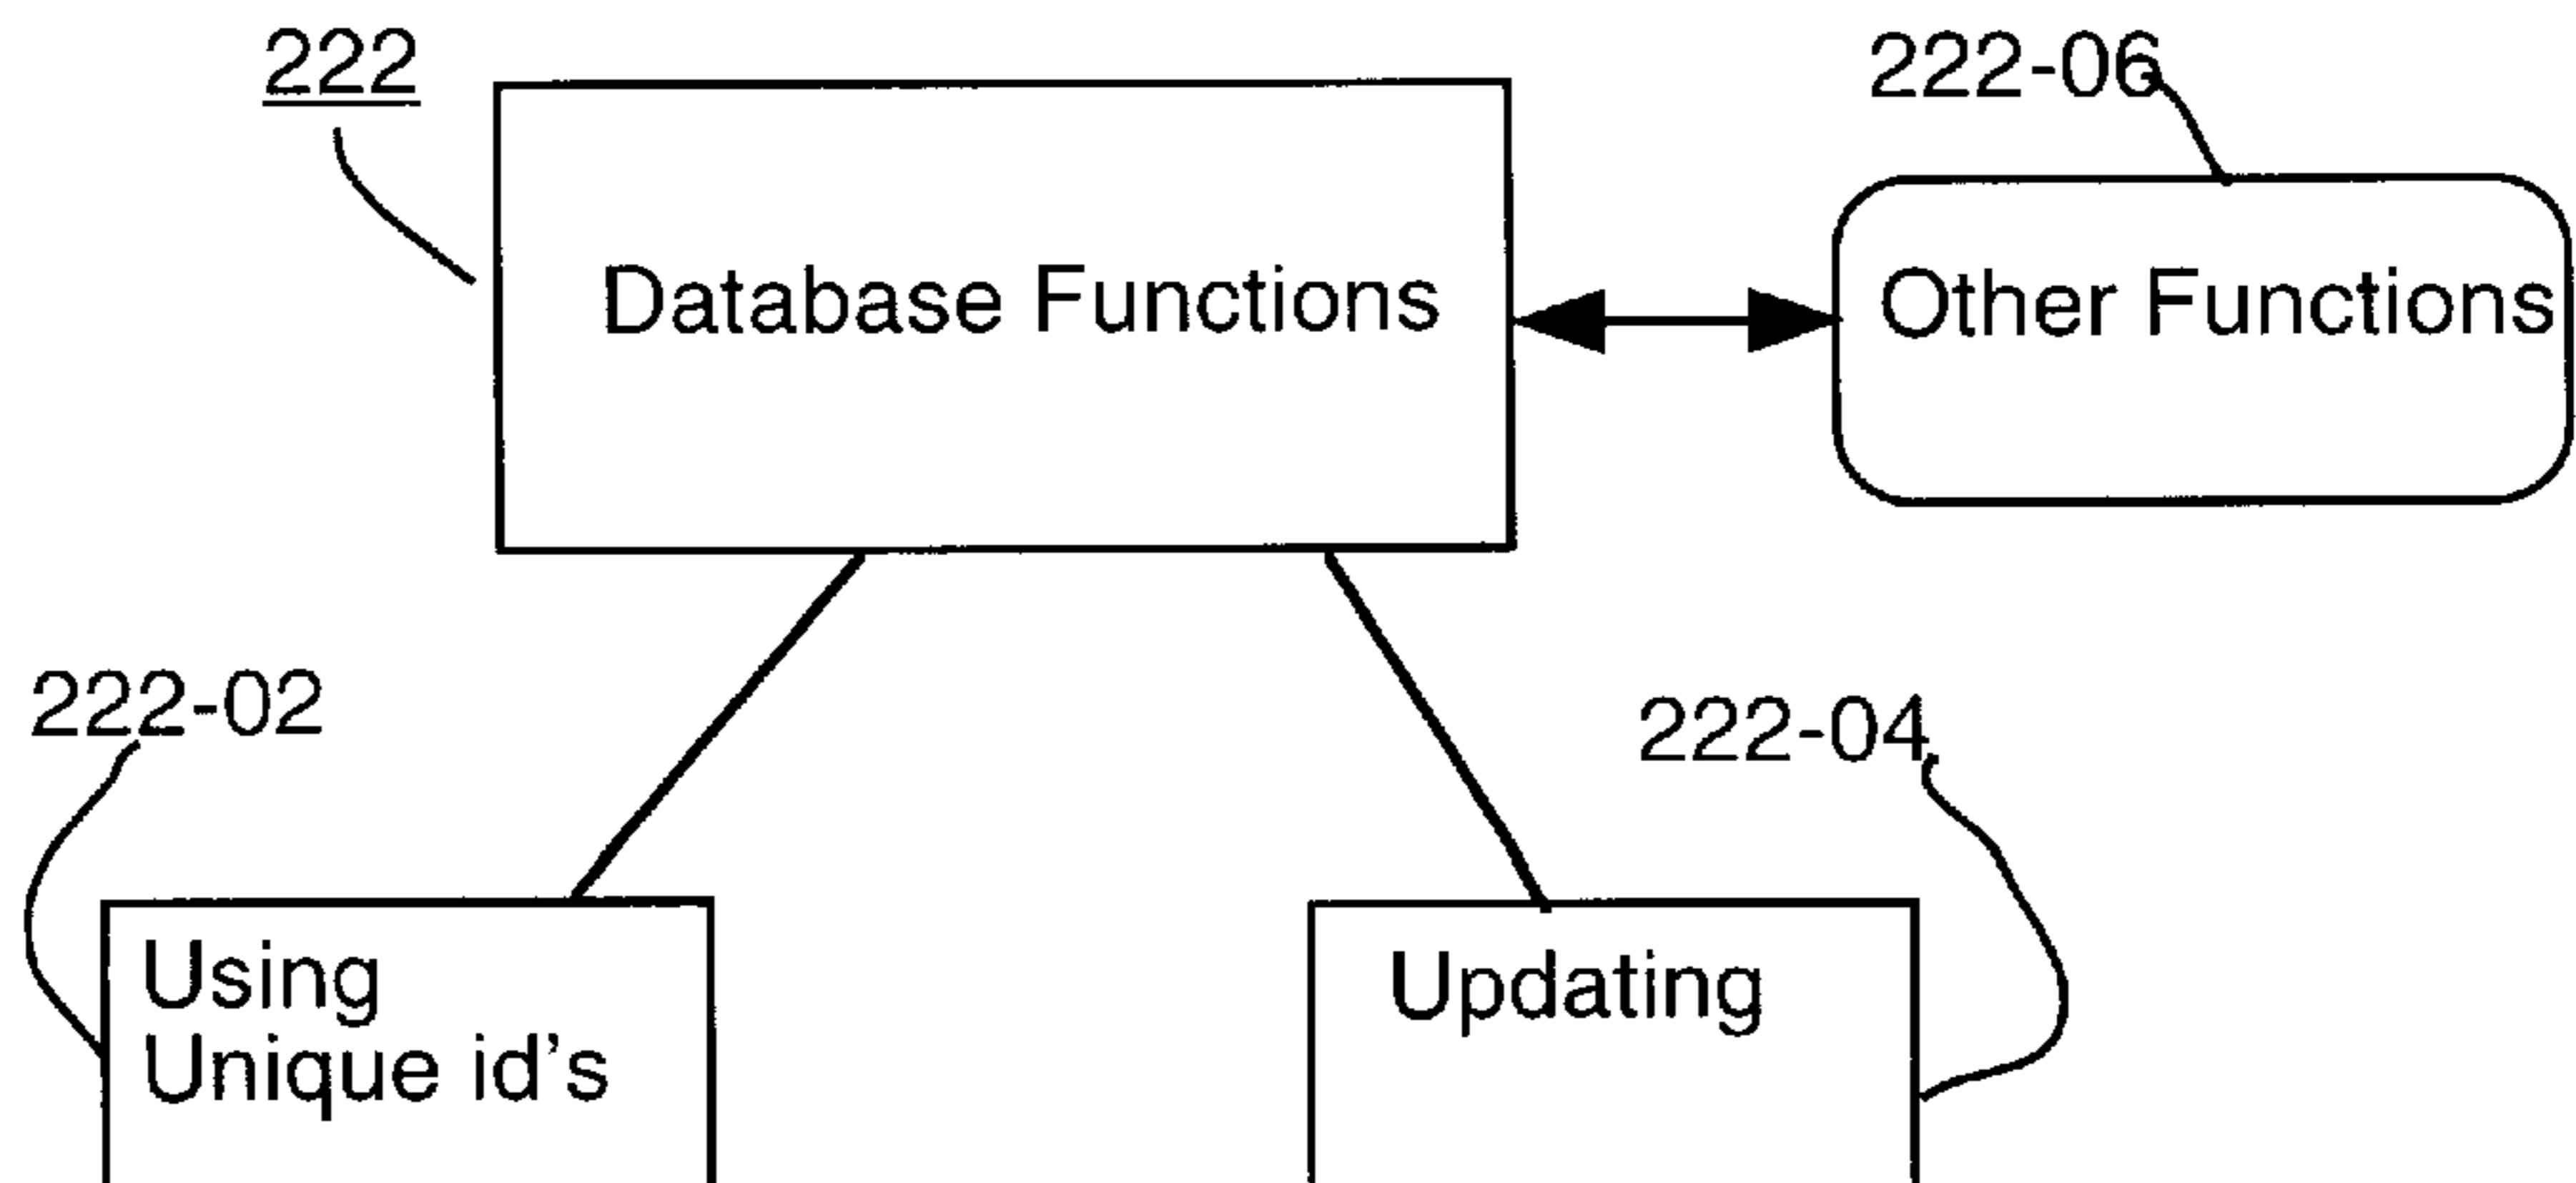 222
222-06
Database Functions
Other Functions
222-02
222-04
Using
Unique id's
Updating